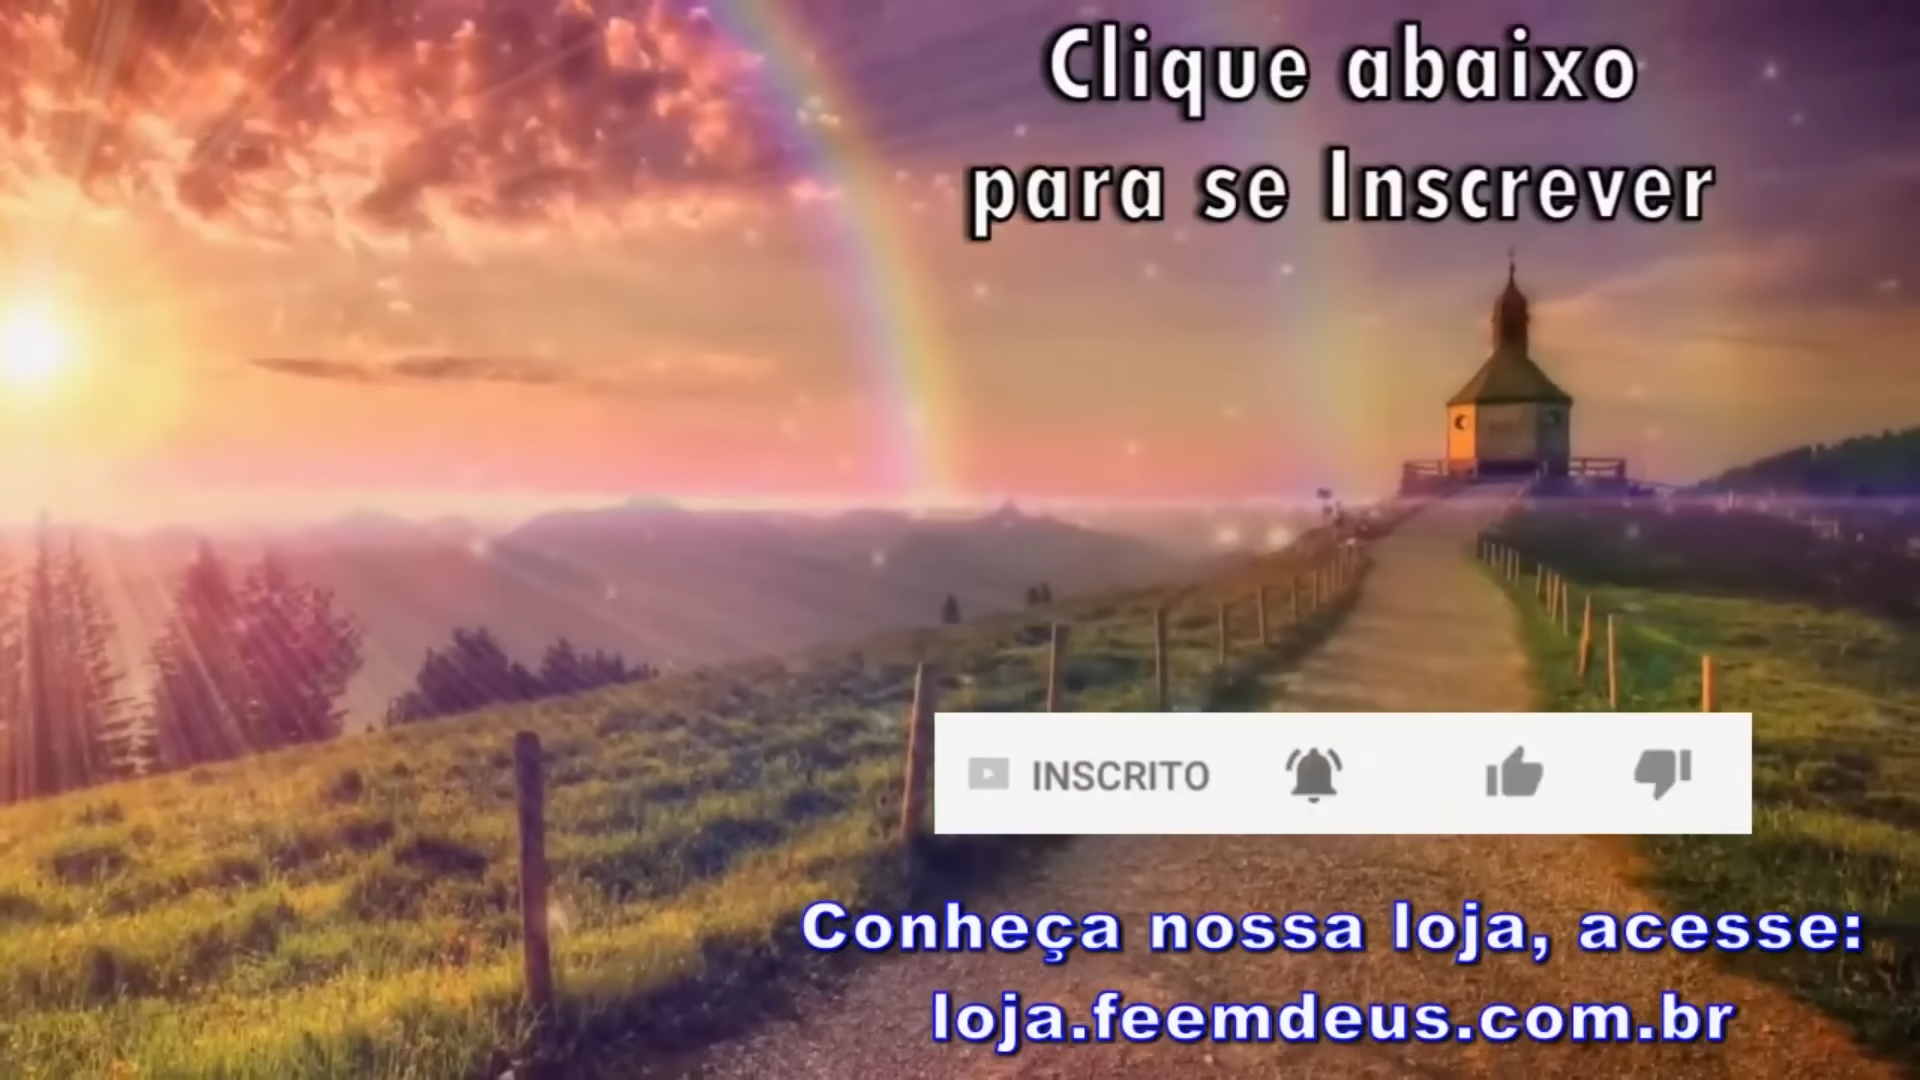 Clique abaixo
para se Inscrever
INSCRITO
Conheça nossa loja, acesse:
loja.feemdeus.com.br